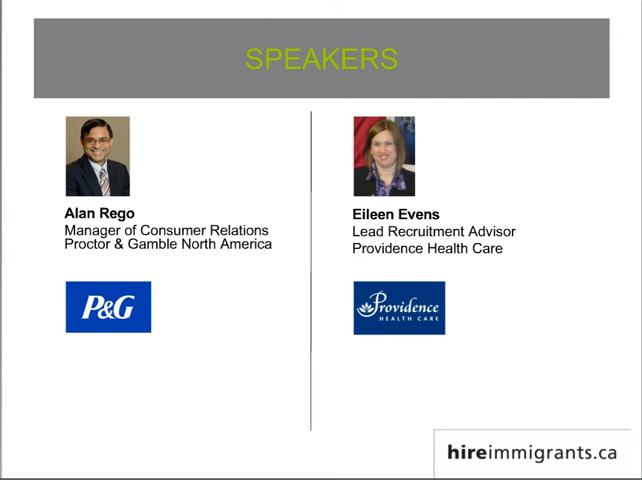 SPEAKERS
Alan Rego
Manager of Consumer Relations
Proctor & Gamble North America
P&G
Eileen Evens
Lead Recruitment Advisor
Providence Health Care
Providence
HEALTH CARE
hireimmigrants.ca